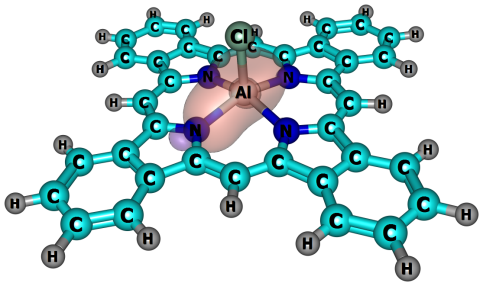 H H H
H C C C C H
H C C Cl H C H
C C C C C C
H C C C C C H
C N N C
Al
H C C H
C N N C
H H
C C C C C C
C C C
C C
H H H
C C C C H
H C H
H
H